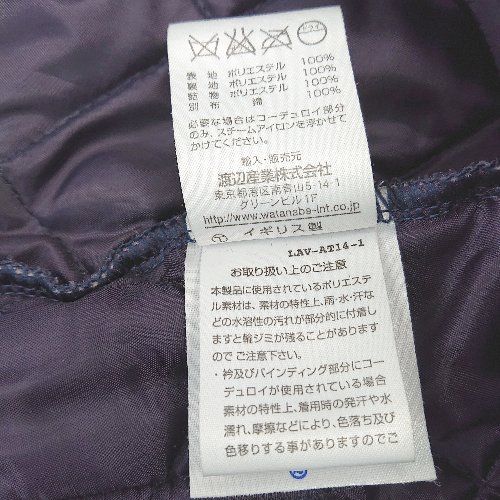 ドライ
表地 ポリエステル 100%
裏地 ポリエステル 100%
詰物 ポリエステル 100%
別布 綿 100%
必要な場合はコーデュロイ部分
のみ、スチームアイロンを浮かせて
かけてください。
輸入・販売元
渡辺産業株式会社
東京都港区南青山5-14-1
グリーンビル1F
http://www.watanabe-int.co.jp
イギリス製
LAV-AT14-1
お取り扱い上のご注意
本製品に使用されているポリエステ
ル素材は、素材の特性上、雨・水・汗な
どの水溶性の汚れが部分的に付着し
ますと輪ジミが残ることがあります
ので ご注意下さい。
・衿及びバインディング部分にコー
デュロイが使用されている場合
素材の特性上、着用時の発汗や水
濡れ、摩擦などにより、色落ち及び
色移りする事がありますのでご